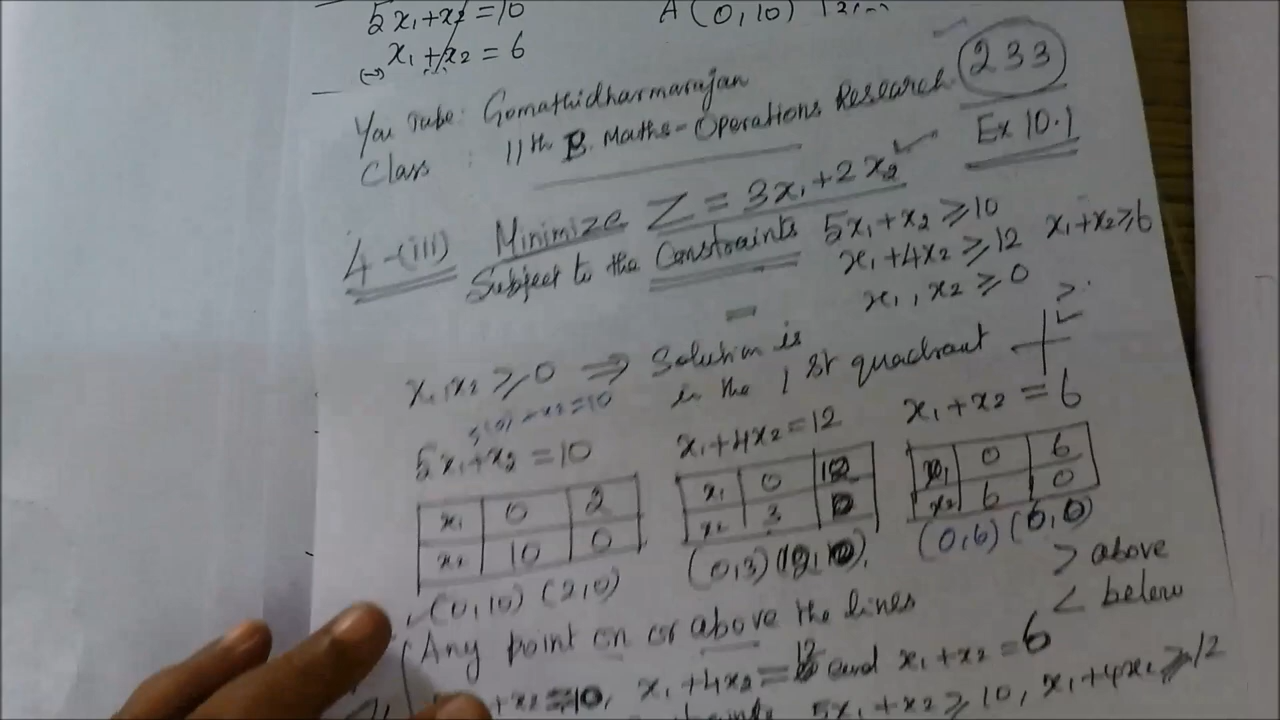 5x₁+x₂=10
A(0,10)
(-) x₁+x₂=6
233
You Tube: Gomathidharmarajan
Class : 11th B. Maths-Operations Research
Ex 10.1
4-(iii) Minimize Z=3x₁+2x₂
Subject to the Constraints 5x₁+x₂≥10
x₁+4x₂≥12 x₁+x₂≥6
x₁,x₂≥0
x₁,x₂≥0 ⇒ Solution is
in the 1st quadrant
5x₁+x₂=10 x₁+4x₂=12 x₁+x₂=6
x₁ 0 2
x₂ 10 0
x₁ 0 12
x₂ 3 0
x₁ 0 6
x₂ 6 0
(0,10) (2,0) (0,3) (0,6) (6,0)
> above
< below
Any point on or above the lines
+x₂=10, x₁+4x₂=12 and x₁+x₂=6
5x₁+x₂≥10, x₁+4x₂≥12